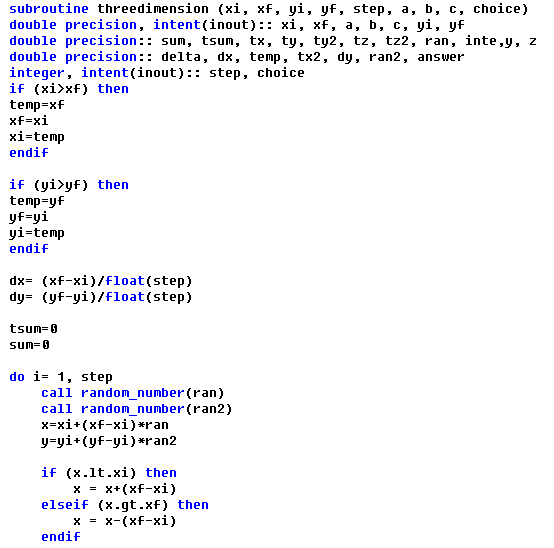 subroutine threedimension (xi, xf, yi, yf, step, a, b, c, choice)
double precision, intent(inout):: xi, xf, a, b, c, yi, yf
double precision:: sum, tsum, tx, ty, ty2, tz, tz2, ran, inte,y, z
double precision:: delta, dx, temp, tx2, dy, ran2, answer
integer, intent(inout):: step, choice
if (xi>xf) then
temp=xf
xf=xi
xi=temp
endif
if (yi>yf) then
temp=yf
yf=yi
yi=temp
endif
dx= (xf-xi)/float(step)
dy= (yf-yi)/float(step)
tsum=0
sum=0
do i= 1, step
call random_number(ran)
call random_number(ran2)
x=xi+(xf-xi)*ran
y=yi+(yf-yi)*ran2
if (x.lt.xi) then
x = x+(xf-xi)
elseif (x.gt.xf) then
x = x-(xf-xi)
endif